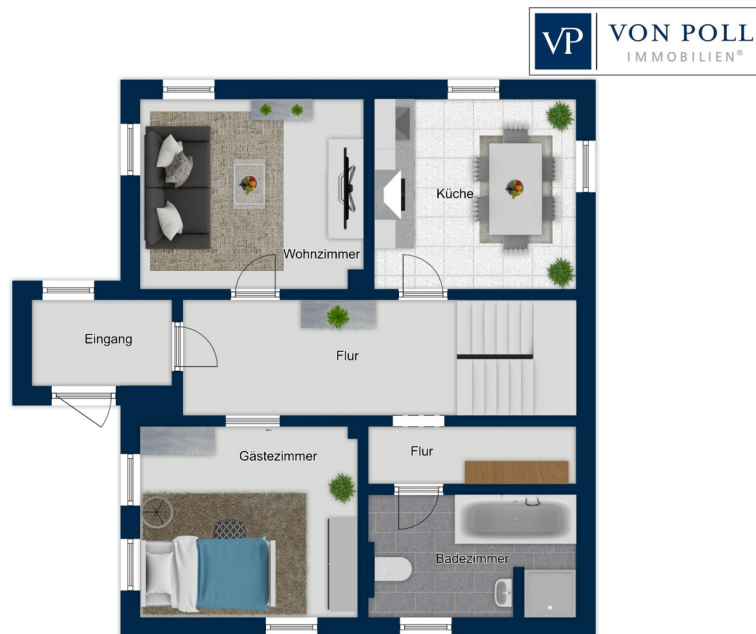 VP VON POLL
IMMOBILIEN®
Küche
Wohnzimmer
Eingang
Flur
Gästezimmer
Flur
Badezimmer